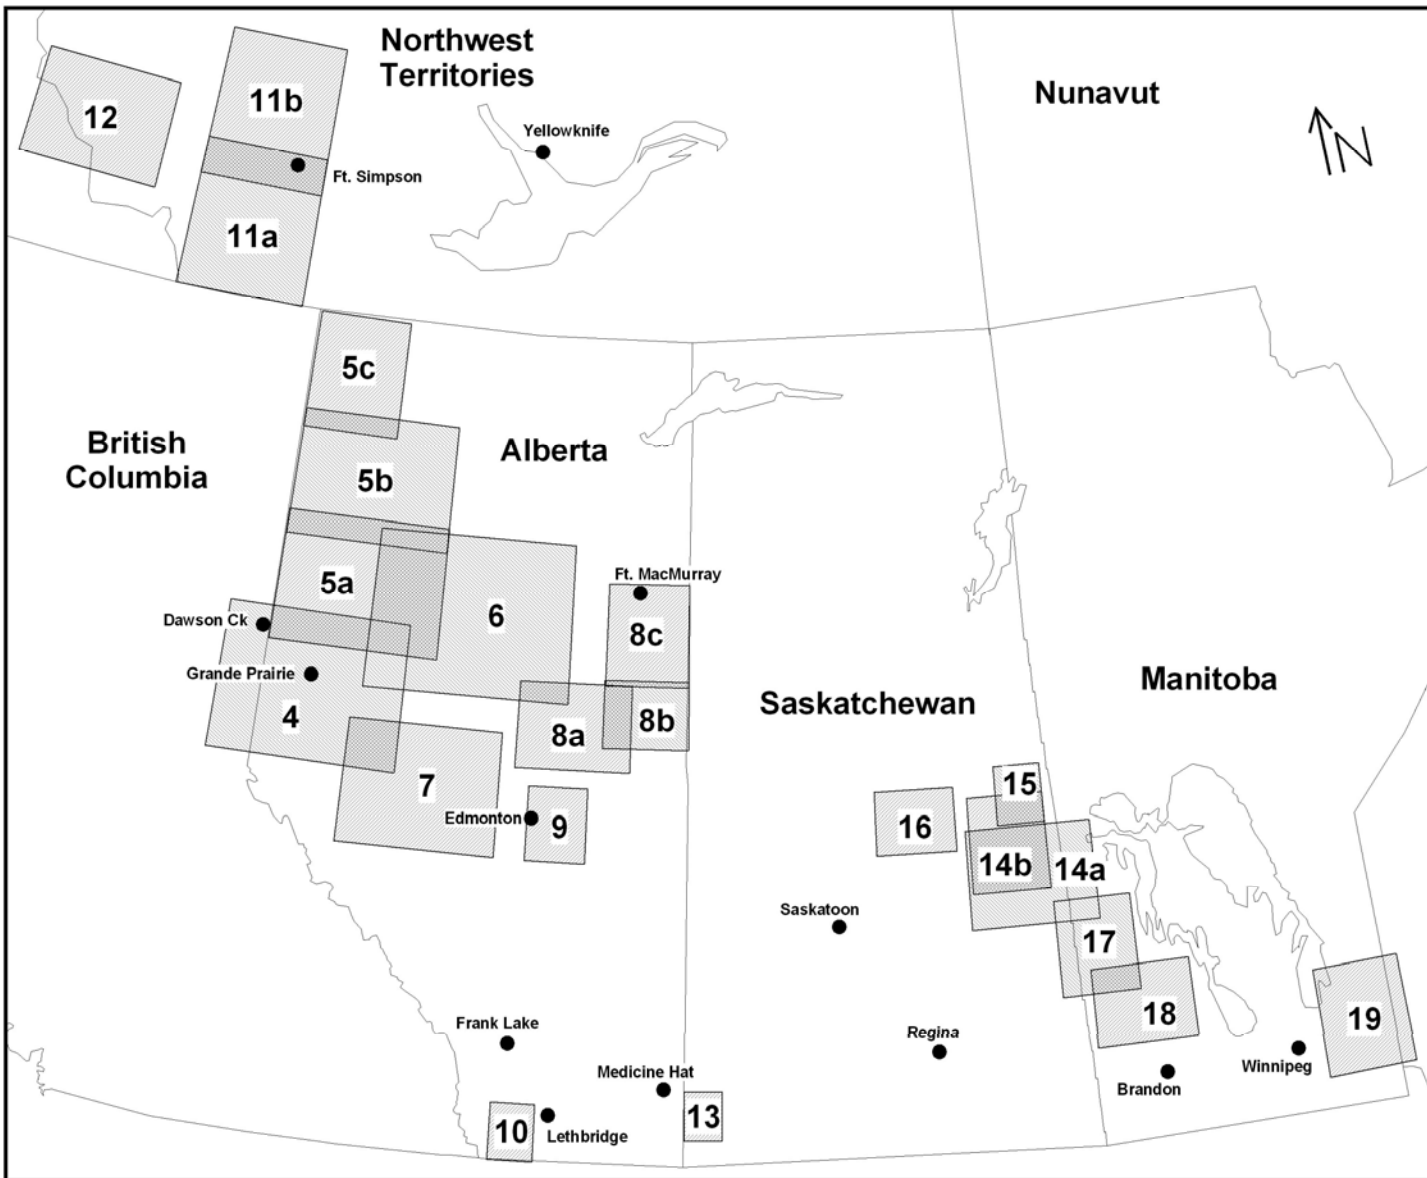 Northwest
Territories
Nunavut
12
11b
Yellowknife
N
Ft. Simpson
11a
5c
British
Columbia
Alberta
5b
Ft. MacMurray
5a
6
8c
Dawson Ck
Grande Prairie
4
8a
8b
Saskatchewan
Manitoba
7
Edmonton
9
16
15
14b
14a
Saskatoon
17
18
19
Frank Lake
Regina
Medicine Hat
Winnipeg
Brandon
10
Lethbridge
13